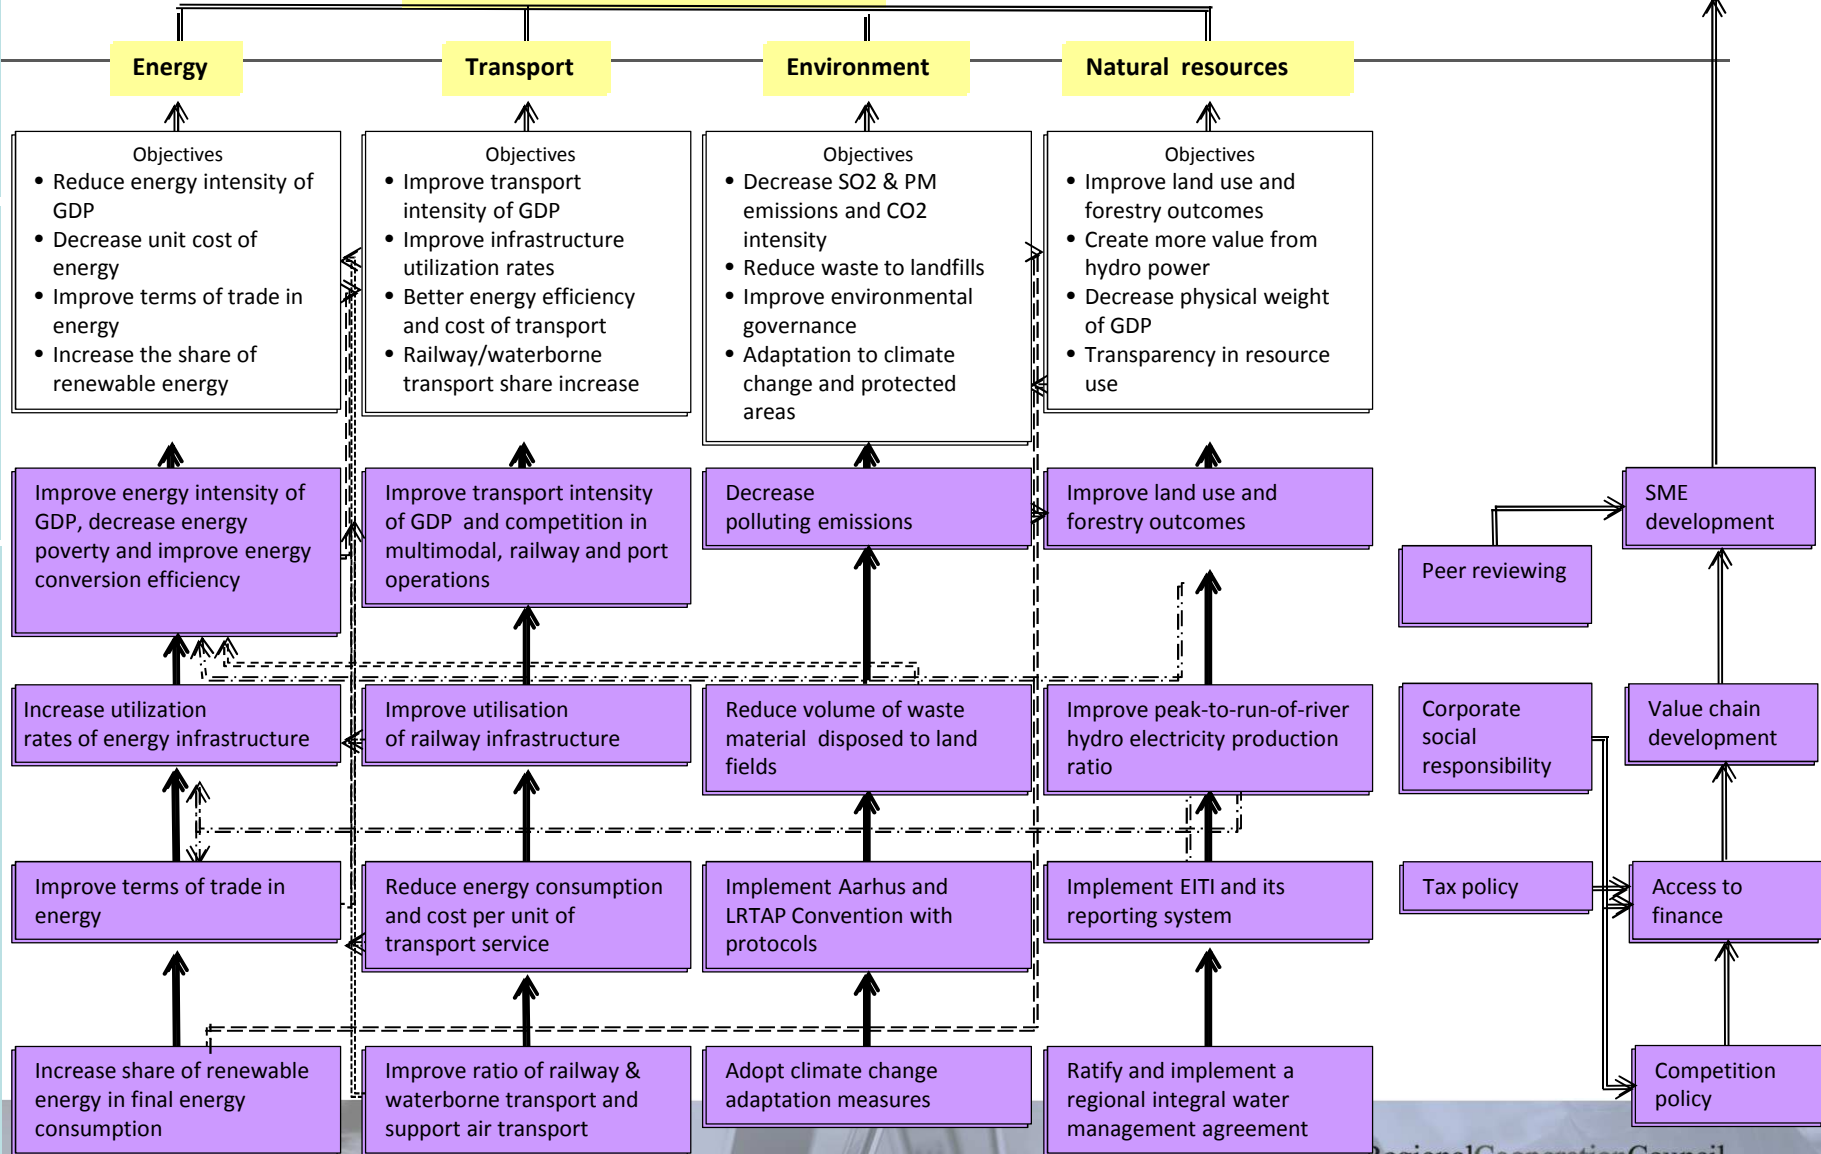 Energy
Transport
Environment
Natural resources
Objectives
• Reduce energy intensity of
GDP
• Decrease unit cost of
energy
• Improve terms of trade in
energy
• Increase the share of
renewable energy
Objectives
• Improve transport
intensity of GDP
• Improve infrastructure
utilization rates
• Better energy efficiency
and cost of transport
• Railway/waterborne
transport share increase
Objectives
• Decrease SO2 & PM
emissions and CO2
intensity
• Reduce waste to landfills
• Improve environmental
governance
• Adaptation to climate
change and protected
areas
Objectives
• Improve land use and
forestry outcomes
• Create more value from
hydro power
• Decrease physical weight
of GDP
• Transparency in resource
use
Improve energy intensity of
GDP, decrease energy
poverty and improve energy
conversion efficiency
Improve transport intensity
of GDP and competition in
multimodal, railway and port
operations
Decrease
polluting emissions
Improve land use and
forestry outcomes
SME
development
Peer reviewing
Increase utilization
rates of energy infrastructure
Improve utilisation
of railway infrastructure
Reduce volume of waste
material disposed to land
fields
Improve peak-to-run-of-river
hydro electricity production
ratio
Corporate
social
responsibility
Value chain
development
Improve terms of trade in
energy
Reduce energy consumption
and cost per unit of
transport service
Implement Aarhus and
LRTAP Convention with
protocols
Implement EITI and its
reporting system
Tax policy
Access to
finance
Increase share of renewable
energy in final energy
consumption
Improve ratio of railway &
waterborne transport and
support air transport
Adopt climate change
adaptation measures
Ratify and implement a
regional integral water
management agreement
Competition
policy
RegionalCooperationCouncil